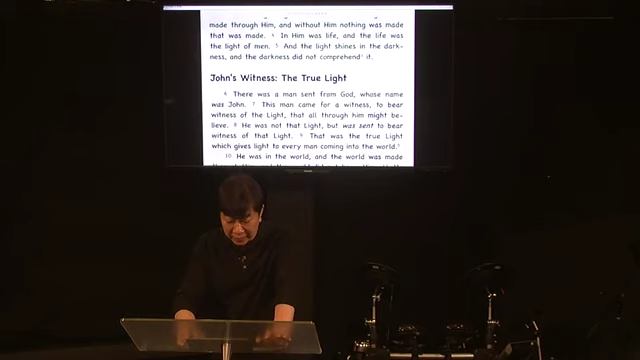 made through Him, and without Him nothing was made
that was made. 4 In Him was life, and the life was
the light of men. 5 And the light shines in the dark-
ness, and the darkness did not comprehend it.
John's Witness: The True Light
6 There was a man sent from God, whose name
was John. 7 This man came for a witness, to bear
witness of the Light, that all through him might be-
lieve. 8 He was not that Light, but was sent to bear
witness of that Light. 9 That was the true Light
which gives light to every man coming into the world.
10 He was in the world, and the world was made